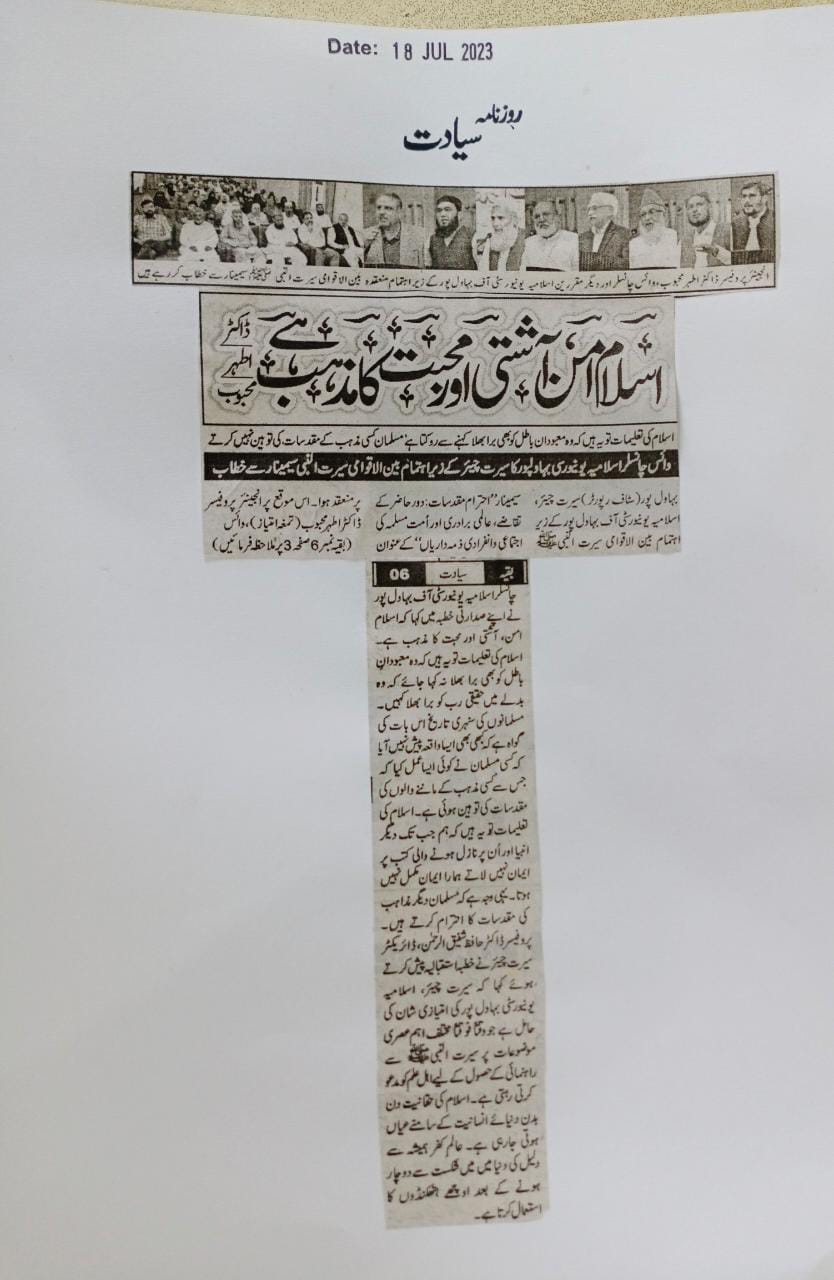 Date: 18 JUL 2023
روزنامہ سیادت
انجینئر پروفیسر ڈاکٹر اطہر محبوب، وائس چانسلر اور دیگر مقررین اسلامیہ یونیورسٹی آف بہاول پور کے زیر اہتمام منعقدہ بین الاقوامی سیرت النبی ﷺ سیمینار سے خطاب کر رہے ہیں
اسلام امن آشتی اور محبت کا مذہب ہے
ڈاکٹر
اطہر
محبوب
اسلام کی تعلیمات تو یہ ہیں کہ وہ معبودان باطل کو بھی برا بھلا کہنے سے روکتا ہے مسلمان کسی مذہب کے مقدسات کی توہین نہیں کرتے
وائس چانسلر اسلامیہ یونیورسی بہاولپور کا سیرت چیئر کے زیر اہتمام بین الاقوامی سیرت النبی سیمینار سے خطاب
بہاول پور (سٹاف رپورٹر) سیرت چیئر،
اسلامیہ یونیورسٹی آف بہاول پور کے زیر
اہتمام بین الاقوامی سیرت النبی ﷺ
سیمینار "احترام مقدسات: دور حاضر کے
تقاضے، عالمی برادری اور اُمت مسلمہ کی
اجتماعی و انفرادی ذمہ داریاں" کے عنوان
پر منعقد ہوا۔ اس موقع پر انجینئر پروفیسر
ڈاکٹر اطہر محبوب (تمغہ امتیاز)، وائس
(بقیہ نمبر 6 صفحہ 3 پر ملاحظہ فرمائیں)
بقیہ سیادت 06
چانسلر اسلامیہ یونیورسٹی آف بہاول پور
نے اپنے صدارتی خطبہ میں کہا کہ اسلام
امن، آشتی اور محبت کا مذہب ہے۔
اسلام کی تعلیمات تو یہ ہیں کہ وہ معبودانِ
باطل کو بھی برا بھلا نہ کہا جائے کہ وہ
بدلے میں حقیقی رب کو برا بھلا کہیں۔
مسلمانوں کی سنہری تاریخ اس بات کی
گواہ ہے کہ کبھی بھی ایسا واقعہ پیش نہیں آیا
کہ کسی مسلمان نے کوئی ایسا عمل کیا کہ
جس سے کسی مذہب کے ماننے والوں کی
مقدسات کی توہین ہوئی ہے۔ اسلام کی
تعلیمات تو یہ ہیں کہ ہم جب تک دیگر
انبیا اور اُن پر نازل ہونے والی کتب پر
ایمان نہیں لاتے ہمارا ایمان مکمل نہیں
ہوتا۔ یہی وجہ ہے کہ مسلمان دیگر مذاہب
کی مقدسات کا احترام کرتے ہیں۔
پروفیسر ڈاکٹر حافظ شفیق الرحمٰن، ڈائریکٹر
سیرت چیئر نے خطبہ استقبالیہ پیش کرتے
ہوئے کہا کہ سیرت چیئر، اسلامیہ
یونیورسٹی بہاول پور کی امتیازی شان کی
حامل ہے جو وقتاً فوقتاً مختلف اہم عصری
موضوعات پر سیرت النبی ﷺ سے
راہنمائی کے حصول کے لیے اہل علم کو مدعو
کرتی رہتی ہے۔ اسلام کی حقانیت دن
بدن دنیائے انسانیت کے سامنے عیاں
ہوتی جا رہی ہے۔ عالم کفر ہمیشہ سے
دلیل کی دنیا میں میں شکست سے دوچار
ہونے کے بعد اوچھے ہتھکنڈوں کا
استعمال کرتا ہے۔